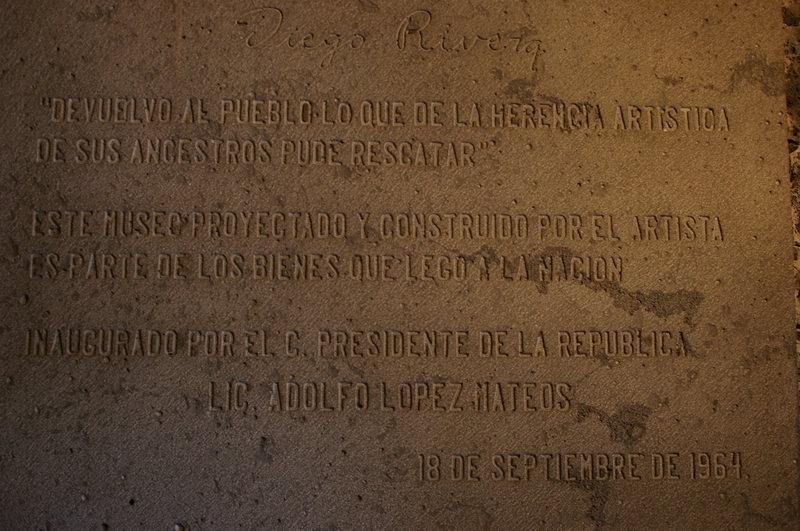 Diego Rivera
"DEVUELVO AL PUEBLO LO QUE DE LA HERENCIA ARTISTICA
DE SUS ANCESTROS PUDE RESCATAR"
ESTE MUSEO PROYECTADO Y CONSTRUIDO POR EL ARTISTA
ES PARTE DE LOS BIENES QUE LEGO A LA NACION
INAUGURADO POR EL C. PRESIDENTE DE LA REPUBLICA
LIC. ADOLFO LOPEZ MATEOS
18 DE SEPTIEMBRE DE 1964.